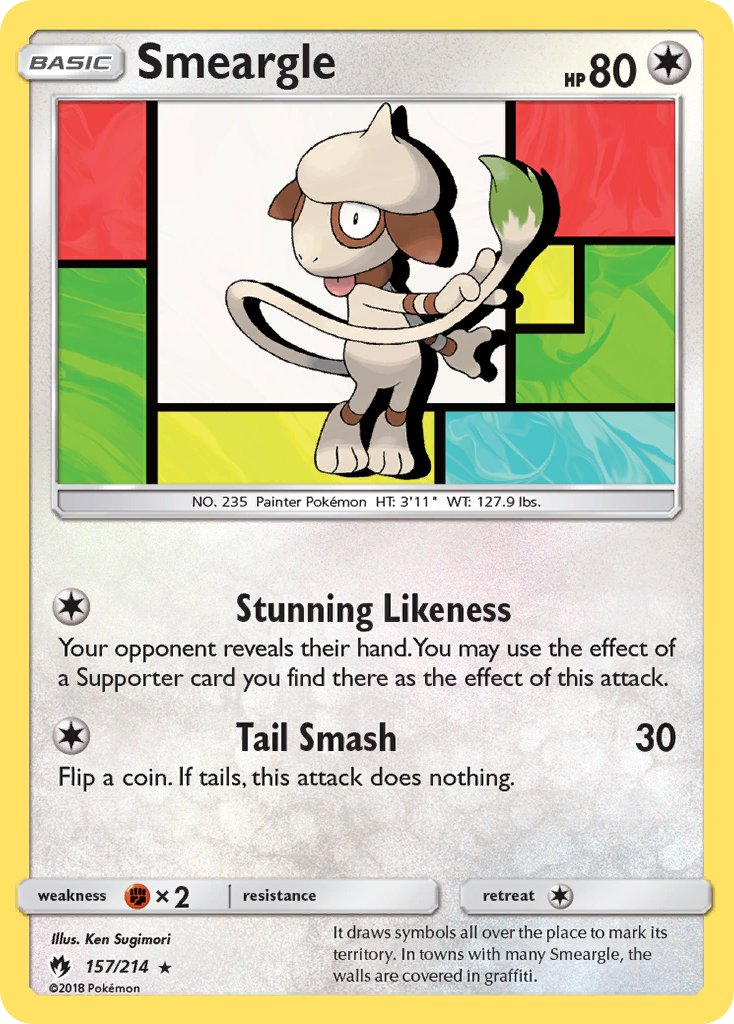 BASIC Smeargle HP 80
NO. 235 Painter Pokémon HT: 3'11" WT: 127.9 lbs.
Stunning Likeness
Your opponent reveals their hand. You may use the effect of
a Supporter card you find there as the effect of this attack.
Tail Smash 30
Flip a coin. If tails, this attack does nothing.
weakness × 2 resistance retreat
Illus. Ken Sugimori
157/214 ★
©2018 Pokémon
It draws symbols all over the place to mark its
territory. In towns with many Smeargle, the
walls are covered in graffiti.